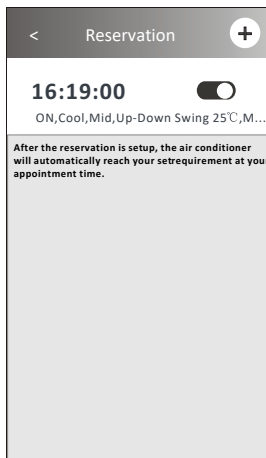 < Reservation +
16:19:00
ON,Cool,Mid,Up-Down Swing 25℃,M...
After the reservation is setup, the air conditioner
will automatically reach your setrequirement at your
appointment time.